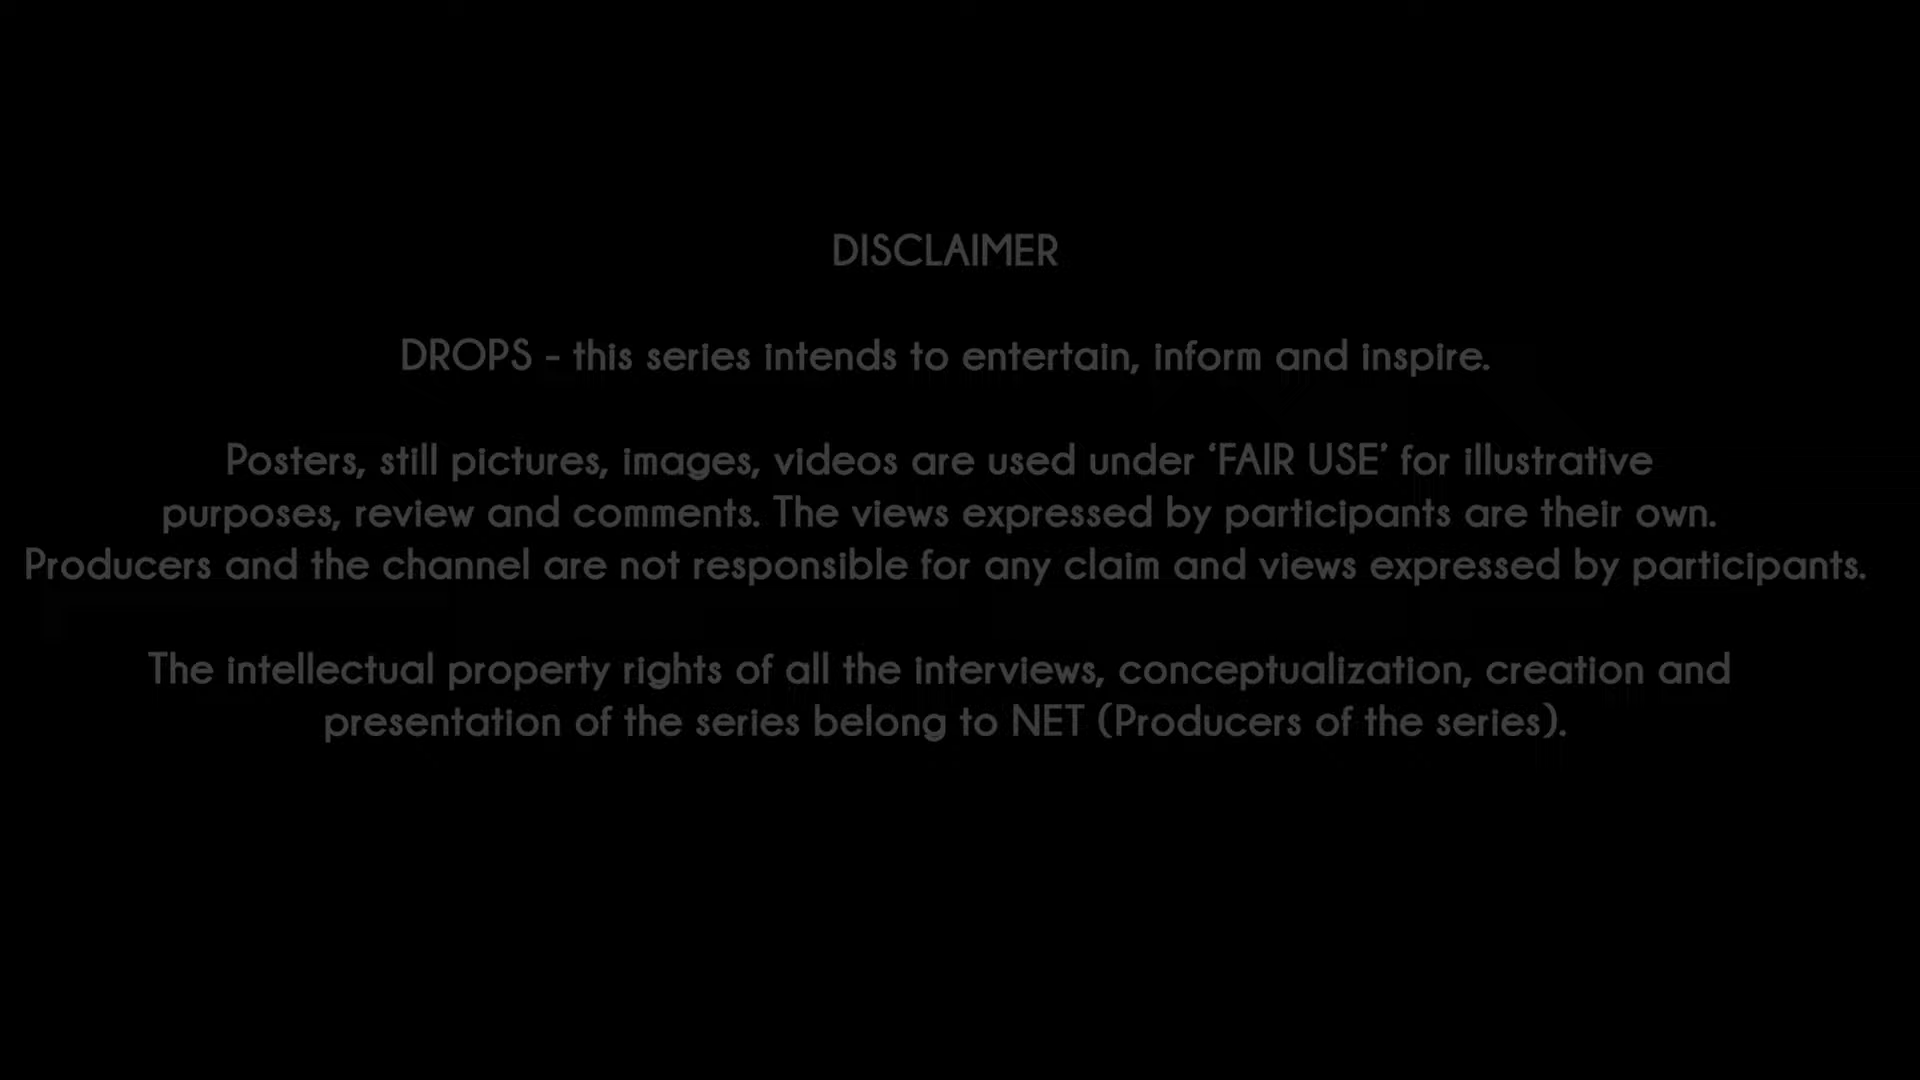 DISCLAIMER
DROPS - this series intends to entertain, inform and inspire.
Posters, still pictures, images, videos are used under ‘FAIR USE’ for illustrative
purposes, review and comments. The views expressed by participants are their own.
Producers and the channel are not responsible for any claim and views expressed by participants.
The intellectual property rights of all the interviews, conceptualization, creation and
presentation of the series belong to NET (Producers of the series).